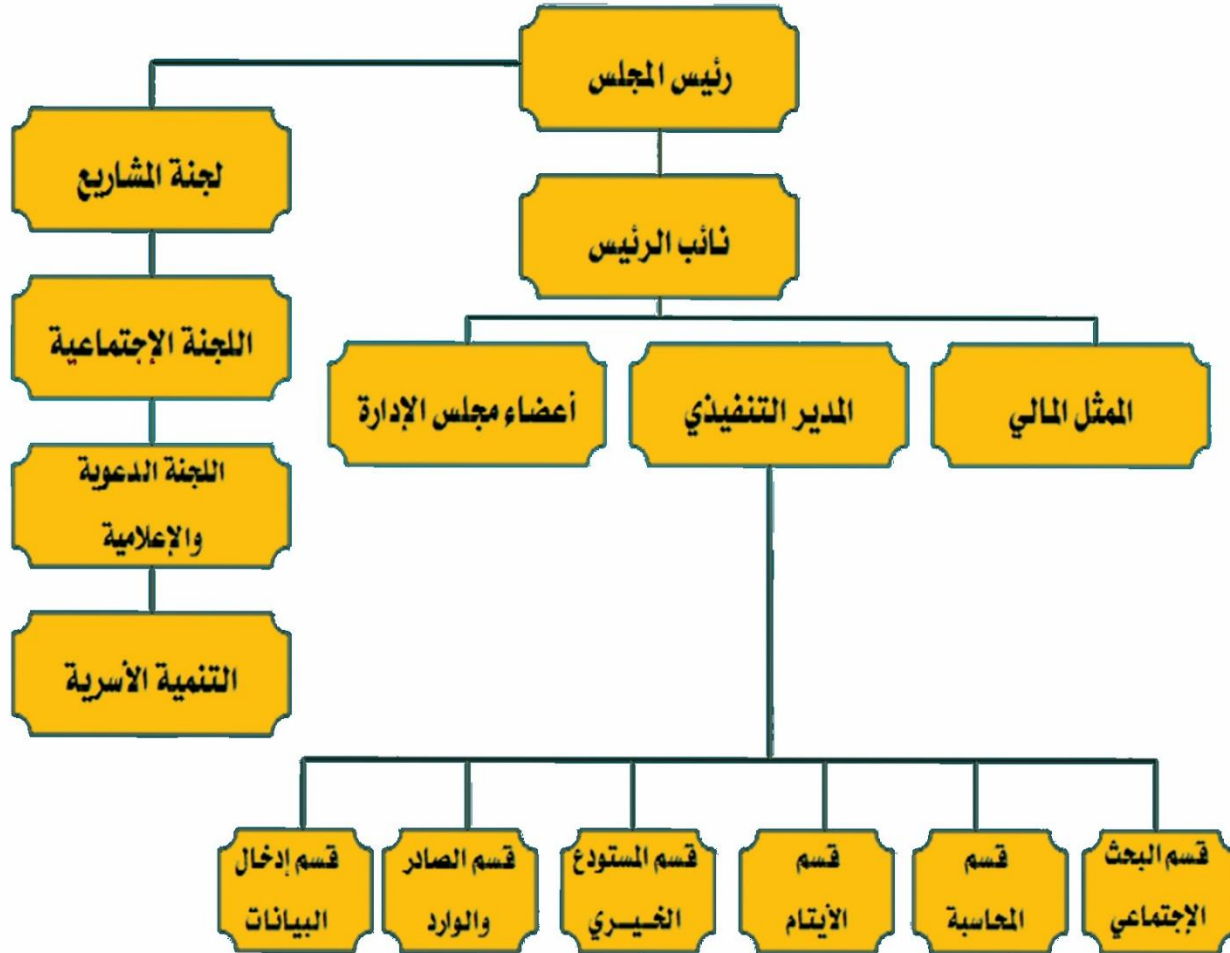 رئيس المجلس
لجنة المشاريع
نائب الرئيس
اللجنة الإجتماعية
الممثل المالي
المدير التنفيذي
أعضاء مجلس الإدارة
اللجنة الدعوية
والإعلامية
التنمية الأسرية
قسم البحث
الإجتماعي
قسم
المحاسبة
قسم
الأيتام
قسم المستودع
الخيــري
قسم الصادر
والوارد
قسم إدخال
البيانات